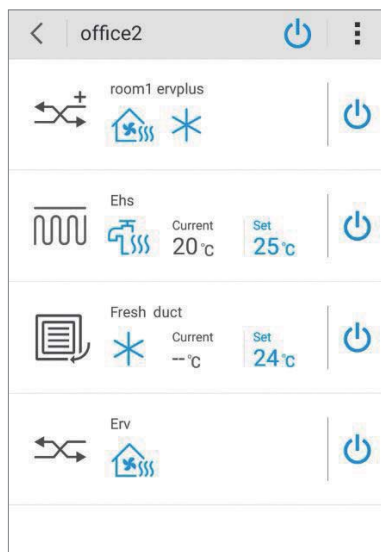 office2
room1 ervplus
Ehs
Current Set
20°C 25°C
Fresh duct
Current Set
--°C 24°C
Erv